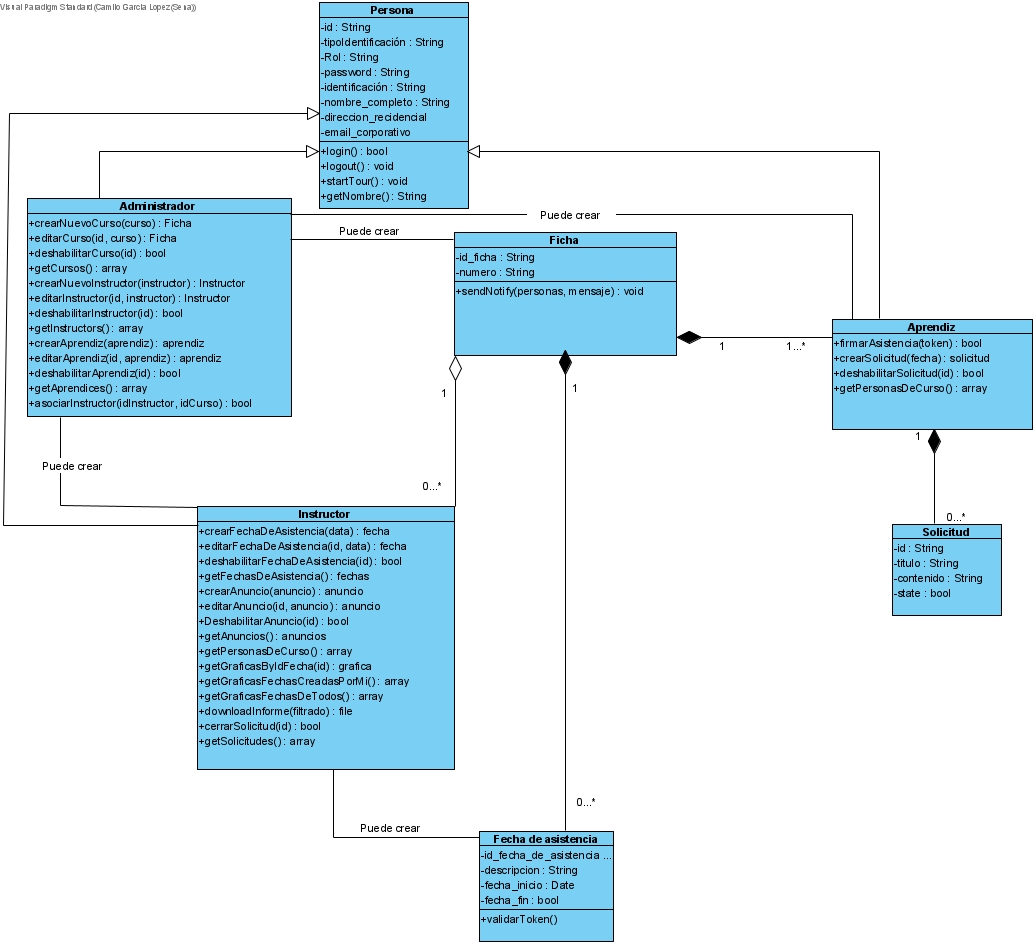 Visual Paradigm Standard (Camilo García Lopez(Sena))
Persona
-id : String
-tipoIdentificación : String
-Rol : String
-password : String
-identificación : String
-nombre_completo : String
-direccion_recidencial
-email_corporativo
+login() : bool
+logout() : void
+startTour() : void
+getNombre() : String
Administrador
+crearNuevoCurso(curso) : Ficha
+editarCurso(id, curso) : Ficha
+deshabilitarCurso(id) : bool
+getCursos() : array
+crearNuevoInstructor(instructor) : Instructor
+editarInstructor(id, instructor) : Instructor
+deshabilitarInstructor(id) : bool
+getInstructors() : array
+crearAprendiz(aprendiz) : aprendiz
+editarAprendiz(id, aprendiz) : aprendiz
+deshabilitarAprendiz(id) : bool
+getAprendices() : array
+asociarInstructor(idInstructor, idCurso) : bool
Puede crear
Puede crear
Ficha
-id_ficha : String
-numero : String
+sendNotify(personas, mensaje) : void
1
1...*
Aprendiz
+firmarAsistencia(token) : bool
+crearSolicitud(fecha) : solicitud
+deshabilitarSolicitud(id) : bool
+getPersonasDeCurso() : array
1
1
1
0...*
Puede crear
0...*
Instructor
+crearFechaDeAsistencia(data) : fecha
+editarFechaDeAsistencia(id, data) : fecha
+deshabilitarFechaDeAsistencia(id) : bool
+getFechasDeAsistencia() : fechas
+crearAnuncio(anuncio) : anuncio
+editarAnuncio(id, anuncio) : anuncio
+DeshabilitarAnuncio(id) : bool
+getAnuncios() : anuncios
+getPersonasDeCurso() : array
+getGraficasByIdFecha(id) : grafica
+getGraficasFechasCreadasPorMi() : array
+getGraficasFechasDeTodos() : array
+downloadInforme(filtrado) : file
+cerrarSolicitud(id) : bool
+getSolicitudes() : array
Solicitud
-id : String
-titulo : String
-contenido : String
-state : bool
0...*
Puede crear
Fecha de asistencia
-id_fecha_de_asistencia ...
-descripcion : String
-fecha_inicio : Date
-fecha_fin : bool
+validarToken()